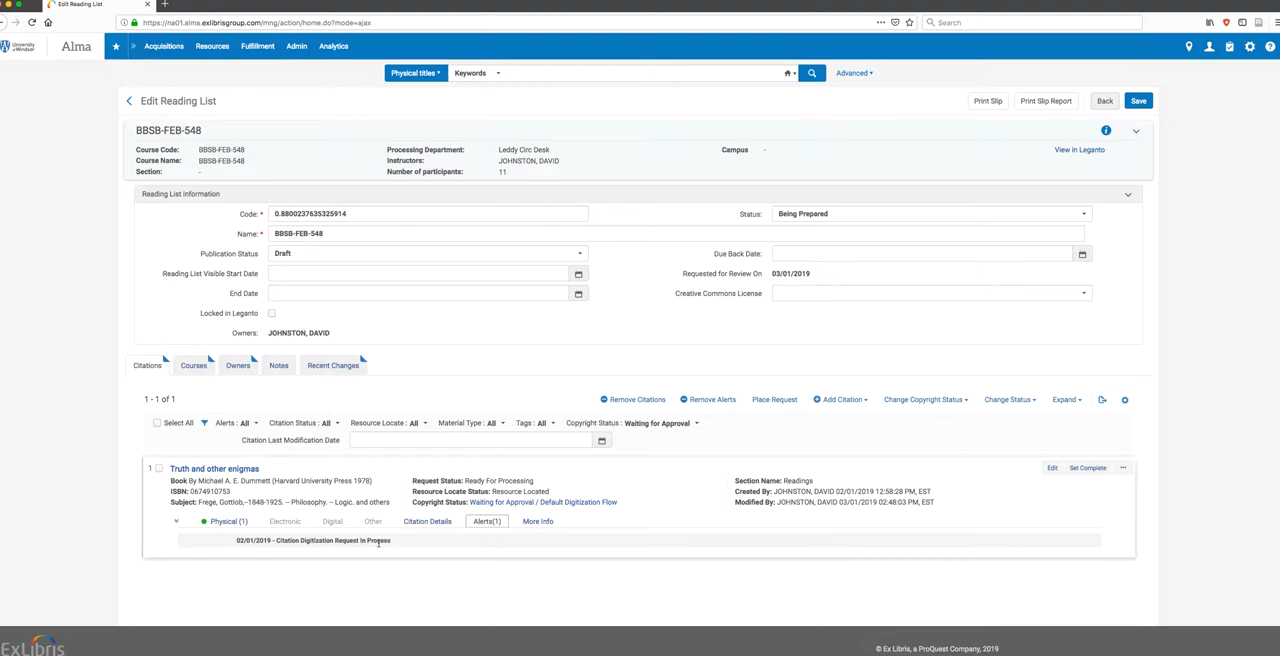 Edit Reading List
https://na01.alma.exlibrisgroup.com/mng/action/home.do?mode=ajax
Search
University of Windsor
Alma
Acquisitions Resources Fulfillment Admin Analytics
Physical titles Keywords Advanced
Edit Reading List
Print Slip Print Slip Report Back Save
BBSB-FEB-548
Course Code: BBSB-FEB-548 Processing Department: Leddy Circ Desk Campus - View in Leganto
Course Name: BBSB-FEB-548 Instructors: JOHNSTON, DAVID
Section: - Number of participants: 11
Reading List Information
Code: * 0.8800237635325914 Status: Being Prepared
Name: * BBSB-FEB-548
Publication Status Draft Due Back Date:
Reading List Visible Start Date Requested for Review On 03/01/2019
End Date Creative Commons License
Locked in Leganto
Owners: JOHNSTON, DAVID
Citations Courses Owners Notes Recent Changes
1 - 1 of 1 Remove Citations Remove Alerts Place Request Add Citation Change Copyright Status Change Status Expand
Select All Alerts : All Citation Status : All Resource Locate : All Material Type : All Tags : All Copyright Status : Waiting for Approval
Citation Last Modification Date
1 Truth and other enigmas Edit Set Complete ...
Book By Michael A. E. Dummett (Harvard University Press 1978) Request Status: Ready For Processing Section Name: Readings
ISBN: 0674910753 Resource Locate Status: Resource Located Created By: JOHNSTON, DAVID 02/01/2019 12:58:28 PM, EST
Subject: Frege, Gottlob,--1848-1925. -- Philosophy. -- Logic. and others Copyright Status: Waiting for Approval / Default Digitization Flow Modified By: JOHNSTON, DAVID 03/01/2019 02:48:03 PM, EST
Physical (1) Electronic Digital Other Citation Details Alerts(1) More Info
02/01/2019 - Citation Digitization Request In Process
ExLibris
© Ex Libris, a ProQuest Company, 2019